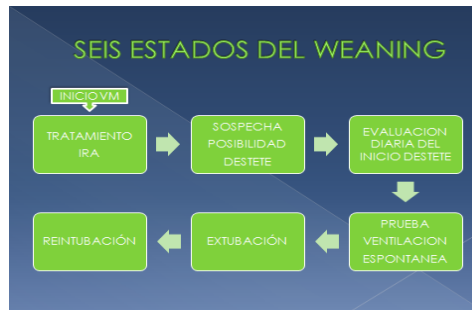 SEIS ESTADOS DEL WEANING
INICIO VM
TRATAMIENTO
IRA
SOSPECHA
POSIBILIDAD
DESTETE
EVALUACION
DIARIA DEL
INICIO DESTETE
PRUEBA
VENTILACION
ESPONTANEA
EXTUBACIÓN
REINTUBACIÓN